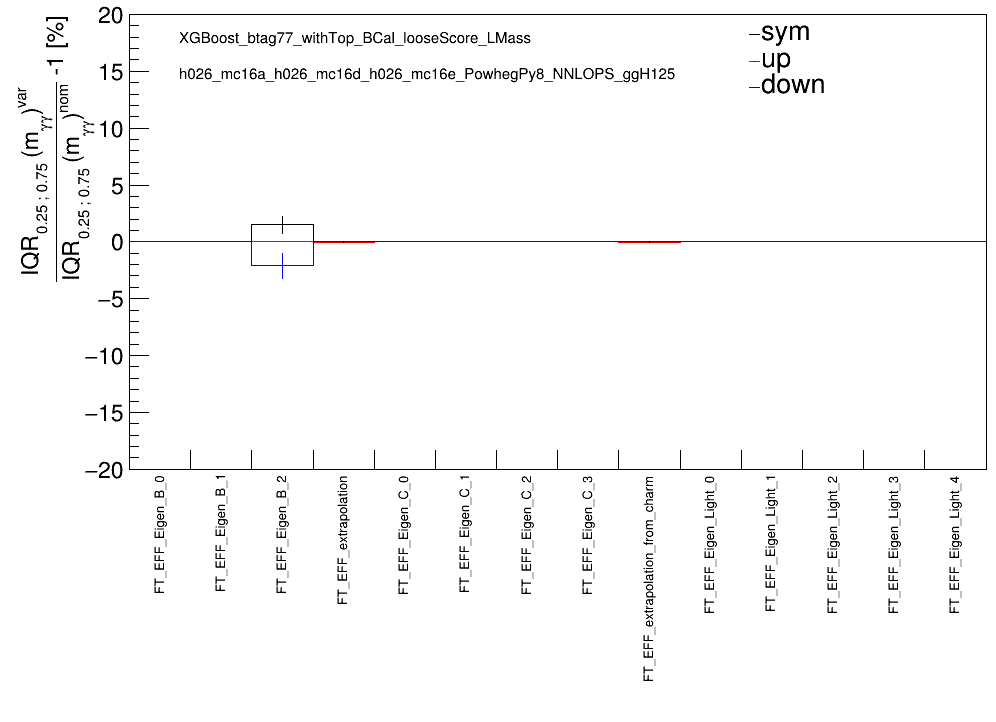 XGBoost_btag77_withTop_BCal_looseScore_LMass
h026_mc16a_h026_mc16d_h026_mc16e_PowhegPy8_NNLOPS_ggH125
–sym
–up
–down
IQR0.25 ; 0.75 (mγγ)var
IQR0.25 ; 0.75 (mγγ)nom
-1 [%]
20
15
10
5
0
−5
−10
−15
−20
FT_EFF_Eigen_B_0
FT_EFF_Eigen_B_1
FT_EFF_Eigen_B_2
FT_EFF_extrapolation
FT_EFF_Eigen_C_0
FT_EFF_Eigen_C_1
FT_EFF_Eigen_C_2
FT_EFF_Eigen_C_3
FT_EFF_extrapolation_from_charm
FT_EFF_Eigen_Light_0
FT_EFF_Eigen_Light_1
FT_EFF_Eigen_Light_2
FT_EFF_Eigen_Light_3
FT_EFF_Eigen_Light_4